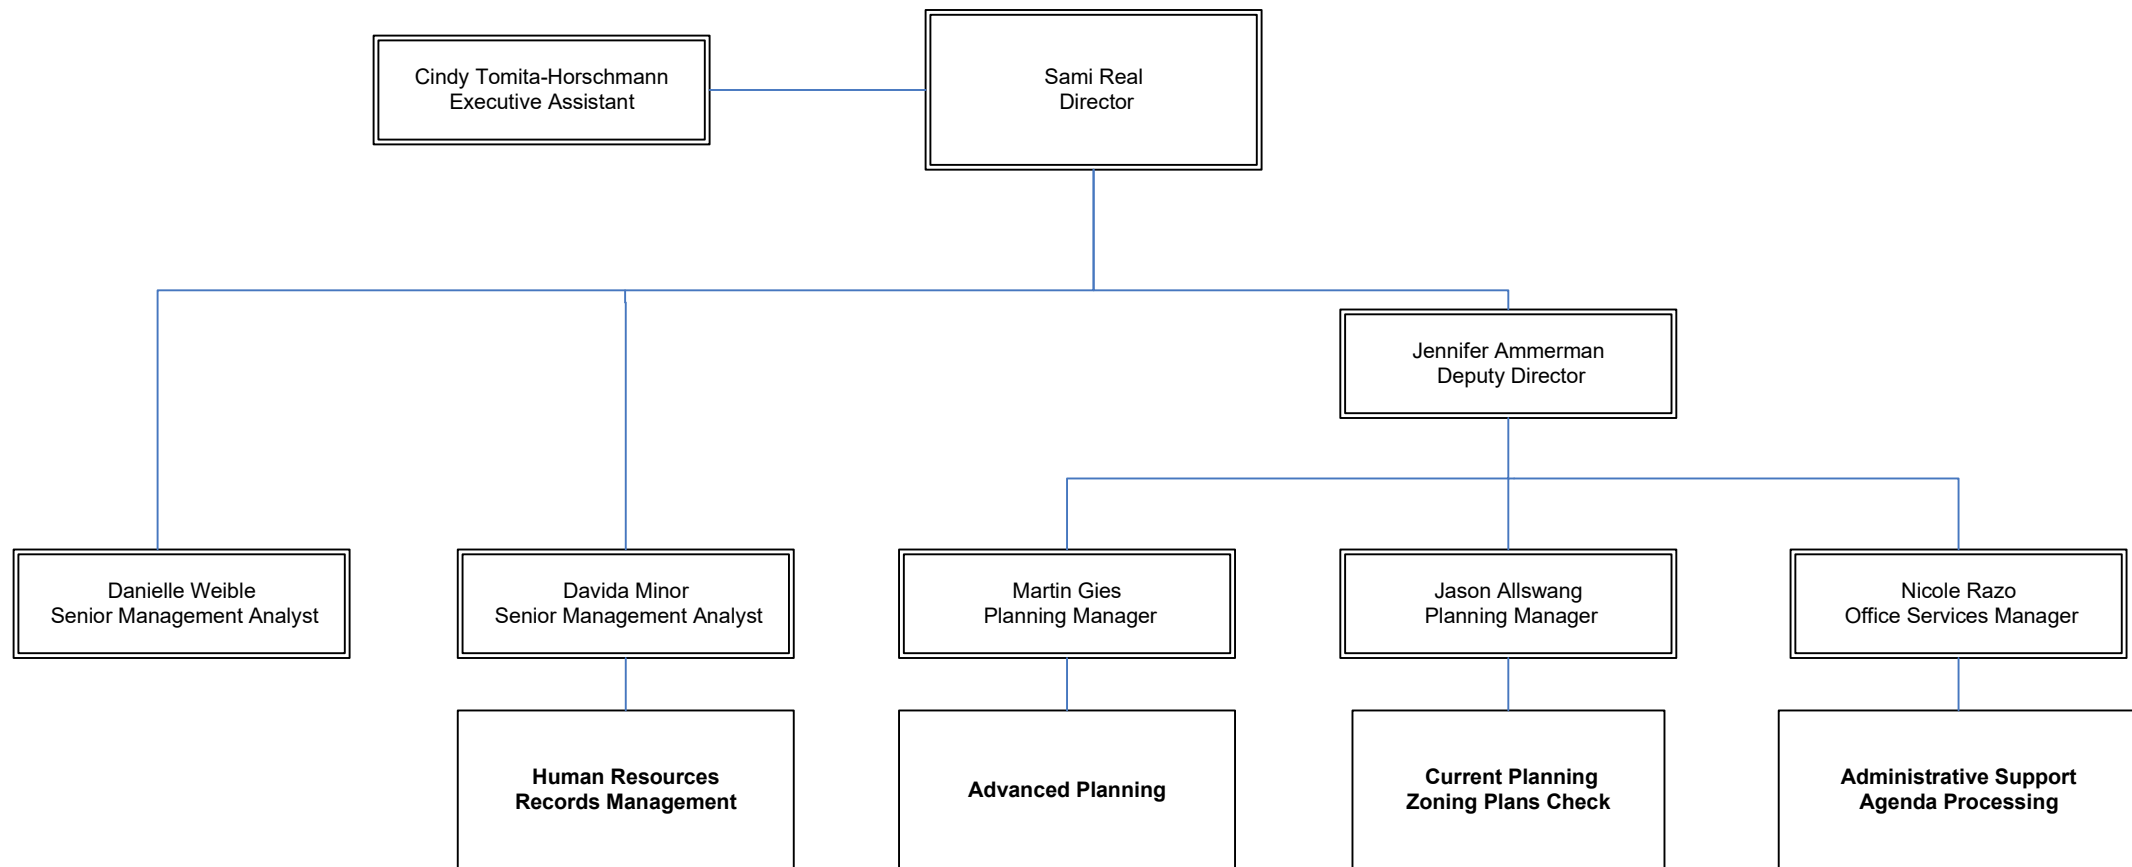 Cindy Tomita-Horschmann
Executive Assistant
Sami Real
Director
Jennifer Ammerman
Deputy Director
Danielle Weible
Senior Management Analyst
Davida Minor
Senior Management Analyst
Martin Gies
Planning Manager
Jason Allswang
Planning Manager
Nicole Razo
Office Services Manager
Human Resources
Records Management
Advanced Planning
Current Planning
Zoning Plans Check
Administrative Support
Agenda Processing